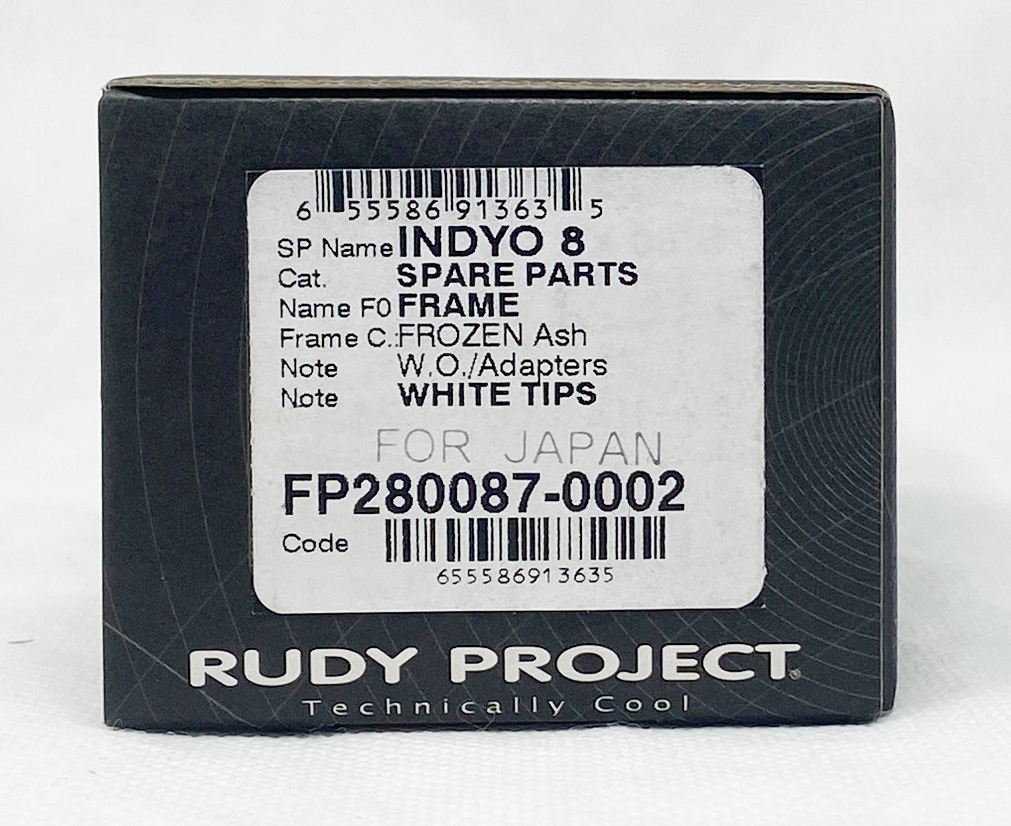 6 55586 91363 5
SP Name INDYO 8
Cat. SPARE PARTS
Name F0 FRAME
Frame C.: FROZEN Ash
Note W.O./Adapters
Note WHITE TIPS
FOR JAPAN
FP280087-0002
Code
655586913635
RUDY PROJECT®
Technically Cool